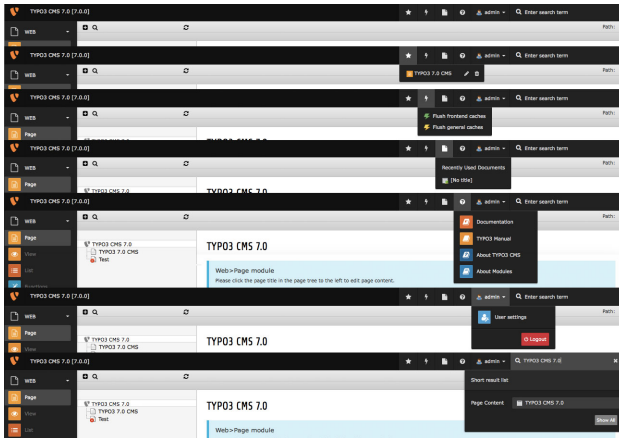 TYPO3 CMS 7.0 [7.0.0] admin Enter search term
WEB Path:
TYPO3 CMS 7.0 [7.0.0] admin Enter search term
WEB TYPO3 7.0 CMS Path:
TYPO3 CMS 7.0 [7.0.0] admin Enter search term
WEB Flush frontend caches Path:
Page Flush general caches
TYPO3 CMS 7.0 [7.0.0] admin Enter search term
WEB Recently Used Documents Path:
Page [No title]
TYPO3 CMS 7.0 TYPO3 CMS 7.0
TYPO3 CMS 7.0 [7.0.0] admin Enter search term
WEB Documentation Path:
Page TYPO3 CMS 7.0 TYPO3 CMS 7.0 TYPO3 Manual
View TYPO3 7.0 CMS About TYPO3 CMS
List Test Web>Page module About Modules
Functions Please click the page title in the page tree to the left to edit page content.
TYPO3 CMS 7.0 [7.0.0] admin Enter search term
WEB User settings Path:
Page TYPO3 CMS 7.0 TYPO3 CMS 7.0 Logout
View TYPO3 7.0 CMS
TYPO3 CMS 7.0 [7.0.0] admin TYPO3 CMS 7.0
WEB Short result list
Page TYPO3 CMS 7.0 TYPO3 CMS 7.0 Page Content TYPO3 CMS 7.0
View TYPO3 7.0 CMS Show All
List Test Web>Page module